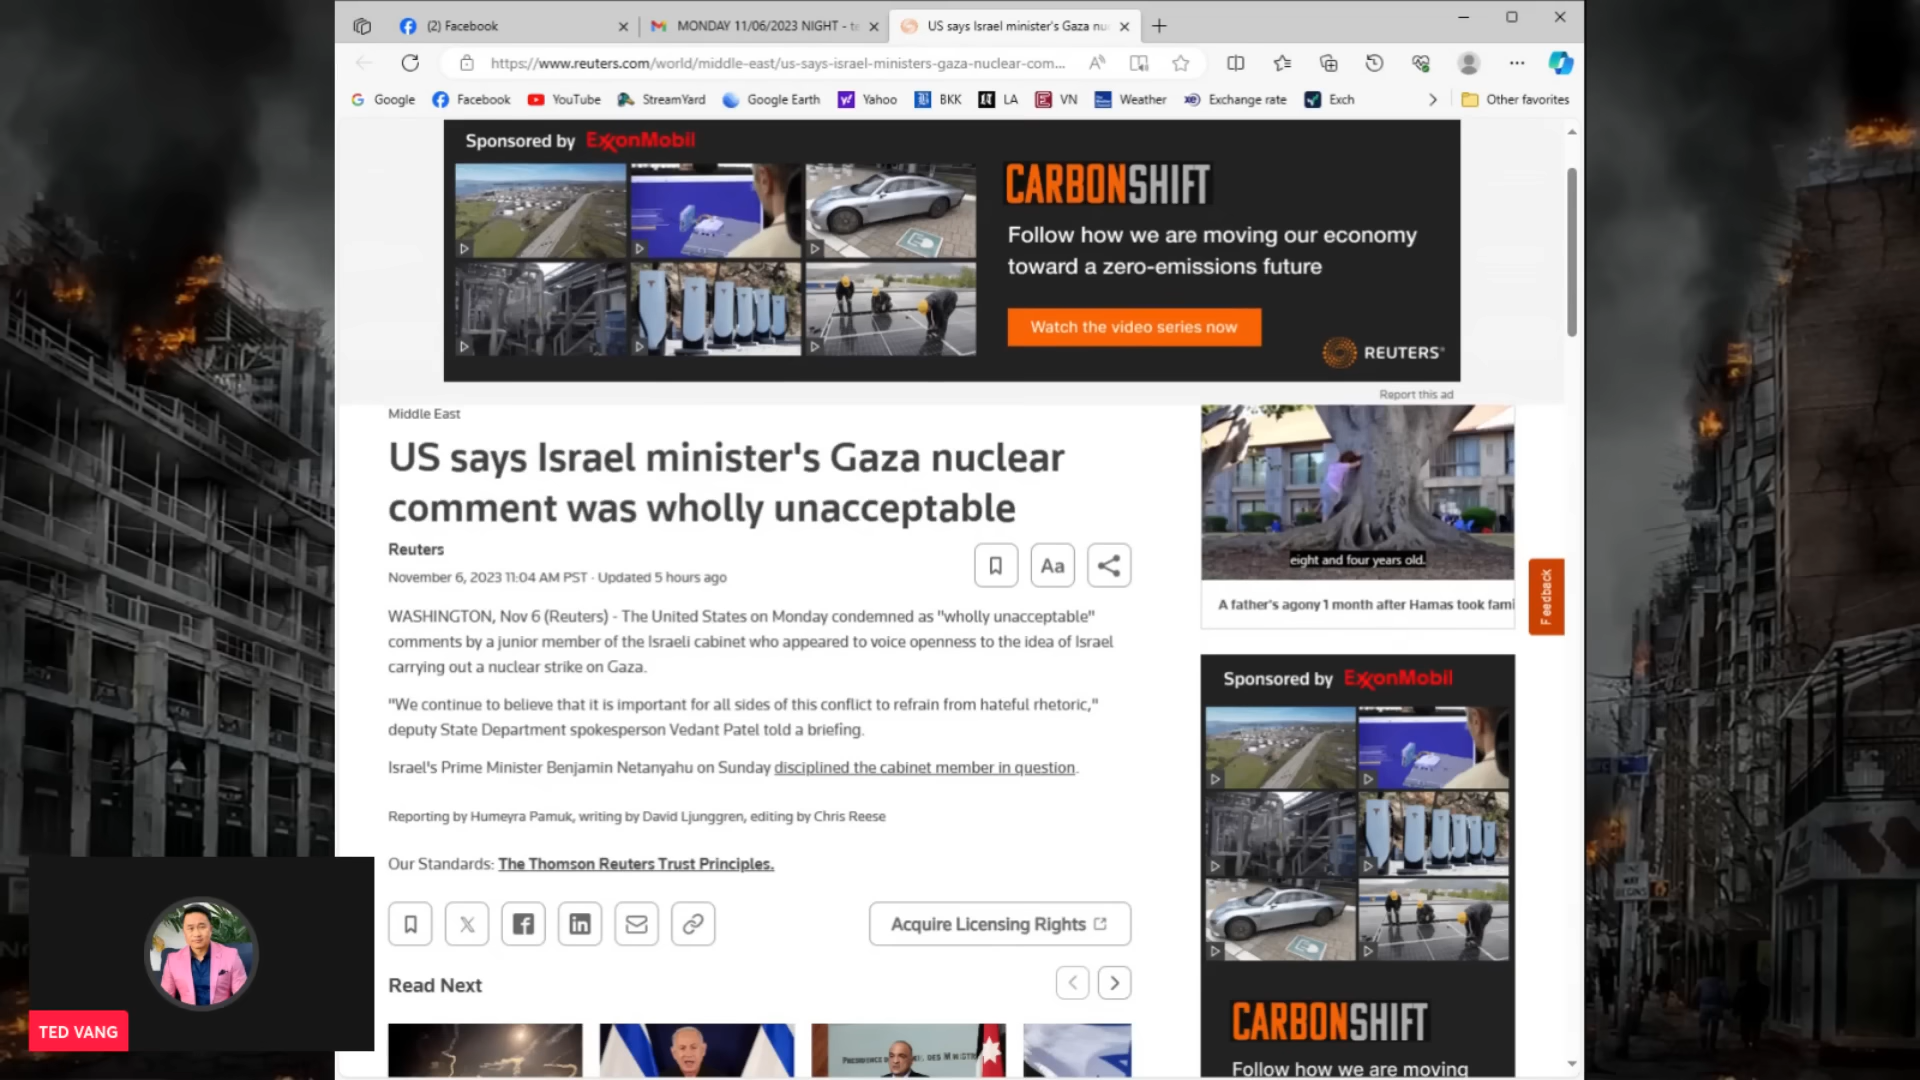 (2) Facebook
MONDAY 11/06/2023 NIGHT - te
US says Israel minister's Gaza nu
https://www.reuters.com/world/middle-east/us-says-israel-ministers-gaza-nuclear-com...
Google
Facebook
YouTube
StreamYard
Google Earth
Yahoo
BKK
LA
VN
Weather
Exchange rate
Exch
Other favorites
Sponsored by ExxonMobil
CARBONSHIFT
Follow how we are moving our economy
toward a zero-emissions future
Watch the video series now
REUTERS
Report this ad
Middle East
US says Israel minister's Gaza nuclear
comment was wholly unacceptable
Reuters
November 6, 2023 11:04 AM PST · Updated 5 hours ago
Aa
WASHINGTON, Nov 6 (Reuters) - The United States on Monday condemned as "wholly unacceptable"
comments by a junior member of the Israeli cabinet who appeared to voice openness to the idea of Israel
carrying out a nuclear strike on Gaza.
"We continue to believe that it is important for all sides of this conflict to refrain from hateful rhetoric,"
deputy State Department spokesperson Vedant Patel told a briefing.
Israel's Prime Minister Benjamin Netanyahu on Sunday disciplined the cabinet member in question.
Reporting by Humeyra Pamuk, writing by David Ljunggren, editing by Chris Reese
Our Standards: The Thomson Reuters Trust Principles.
Acquire Licensing Rights
Read Next
eight and four years old.
A father's agony 1 month after Hamas took fami
Feedback
Sponsored by ExxonMobil
CARBONSHIFT
Follow how we are moving
TED VANG